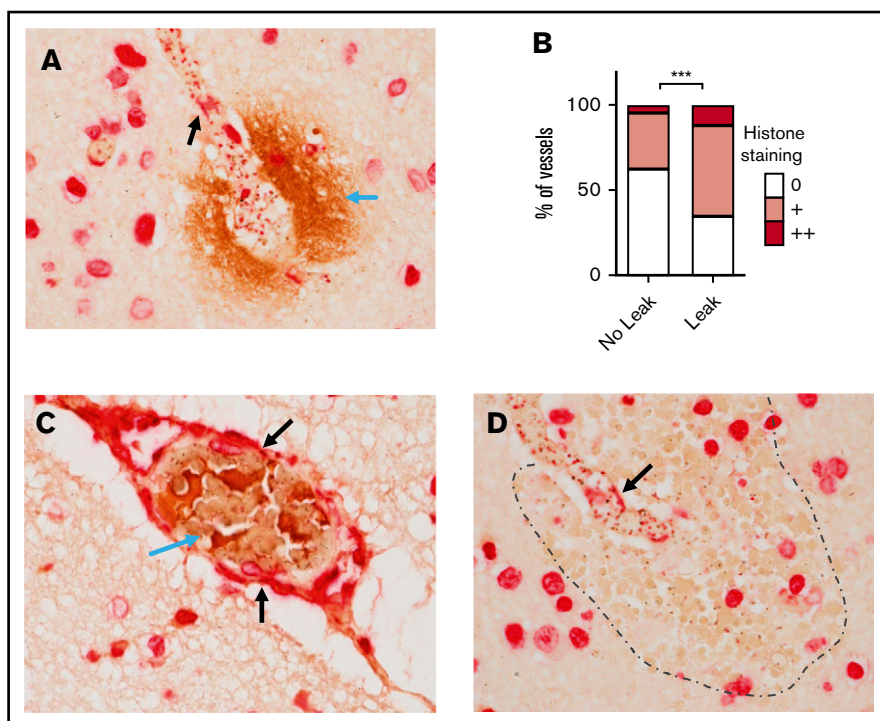 A
B
***
100
50
0
% of vessels
No Leak
Leak
Histone
staining
0
+
++
C
D